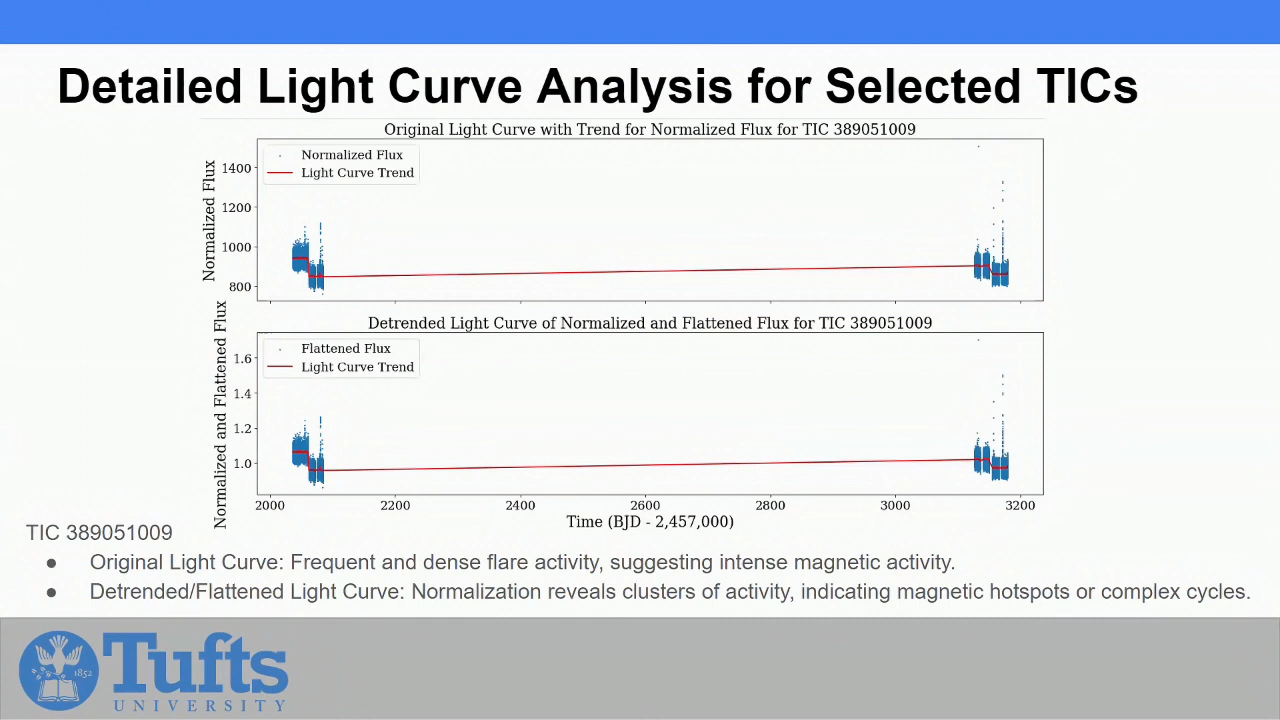 Detailed Light Curve Analysis for Selected TICs
Original Light Curve with Trend for Normalized Flux for TIC 389051009
Normalized Flux
Light Curve Trend
Normalized Flux
1400
1200
1000
800
Detrended Light Curve of Normalized and Flattened Flux for TIC 389051009
Flattened Flux
Light Curve Trend
Normalized and Flattened Flux
1.6
1.4
1.2
1.0
2000 2200 2400 2600 2800 3000 3200
Time (BJD - 2,457,000)
TIC 389051009
● Original Light Curve: Frequent and dense flare activity, suggesting intense magnetic activity.
● Detrended/Flattened Light Curve: Normalization reveals clusters of activity, indicating magnetic hotspots or complex cycles.
1852
Tufts
UNIVERSITY